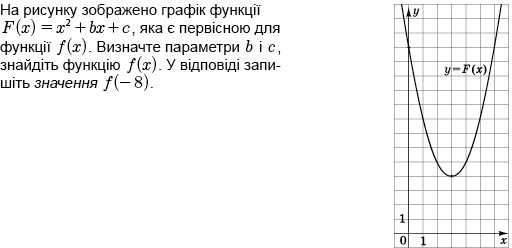 На рисунку зображено графік функції
F(x) = x² + bx + c, яка є первісною для
функції f(x). Визначте параметри b і c,
знайдіть функцію f(x). У відповіді запи-
шіть значення f(−8).
y
y=F(x)
1
0 1 x